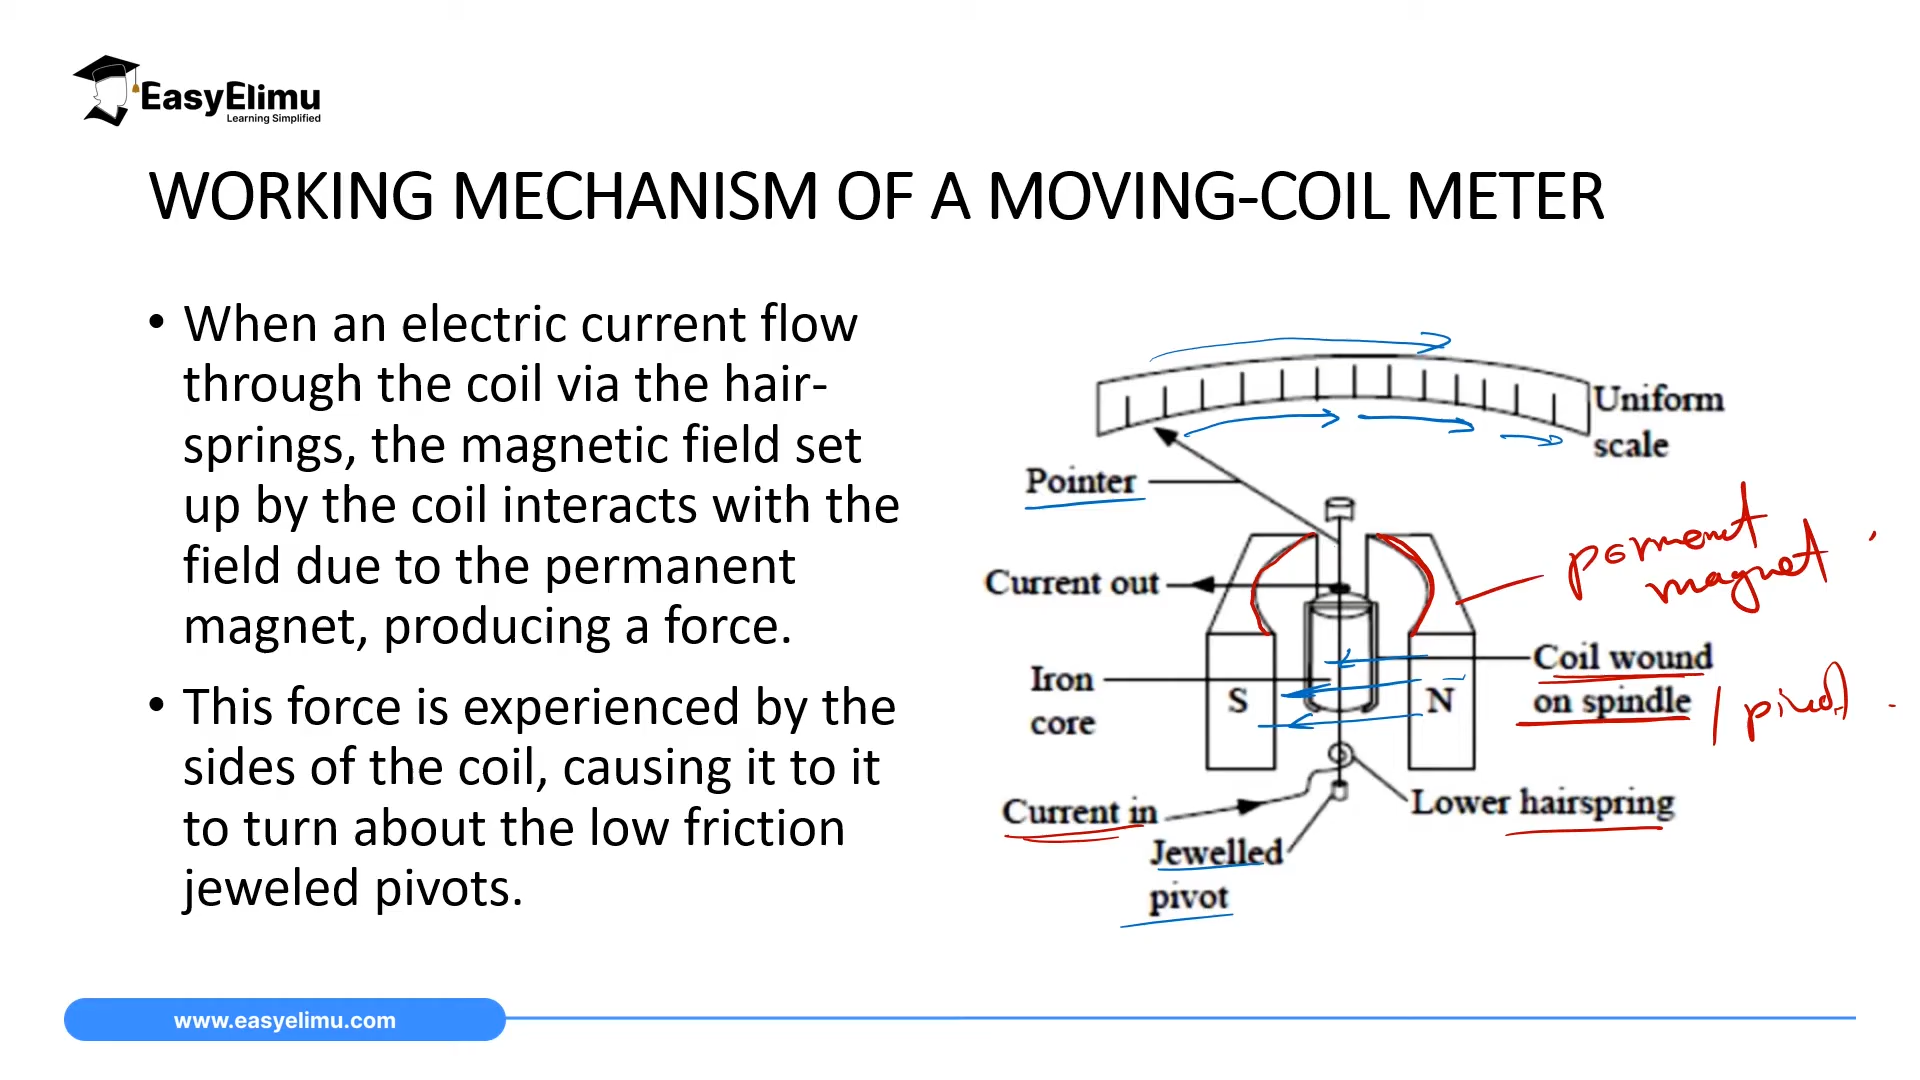 EasyElimu
Learning Simplified
WORKING MECHANISM OF A MOVING-COIL METER
• When an electric current flow
through the coil via the hair-
springs, the magnetic field set
up by the coil interacts with the
field due to the permanent
magnet, producing a force.
• This force is experienced by the
sides of the coil, causing it to it
to turn about the low friction
jeweled pivots.
Uniform
scale
Pointer
permenent
magnet
Current out
Coil wound
on spindle
/ pivot
Iron
core
S
N
Current in
Lower hairspring
Jewelled
pivot
www.easyelimu.com